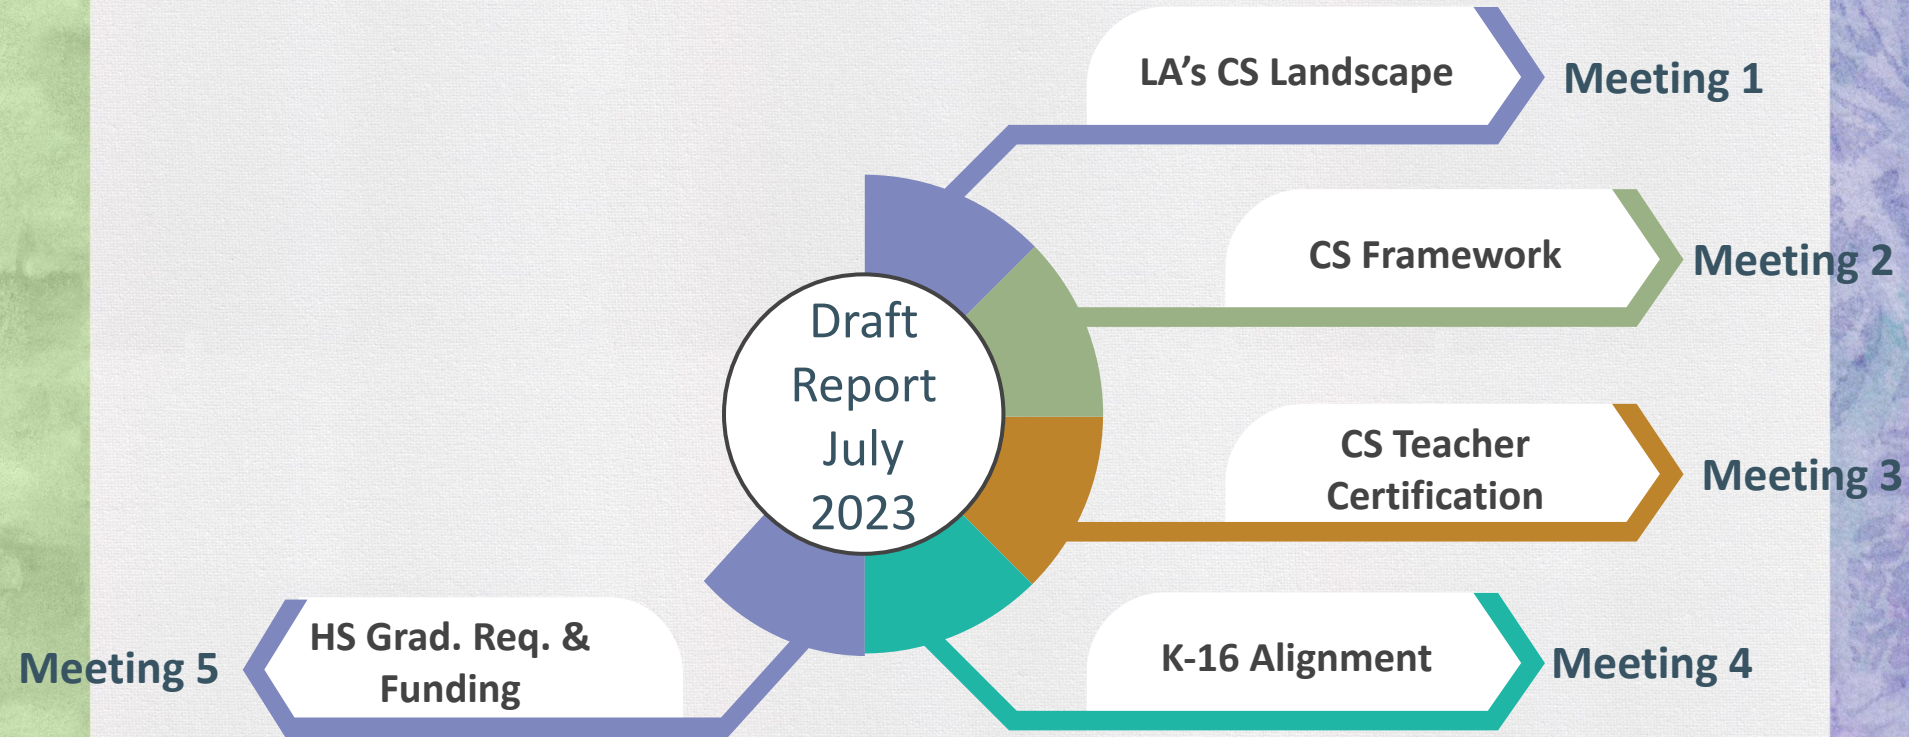 LA's CS Landscape
Meeting 1
CS Framework
Meeting 2
Draft
Report
July
2023
CS Teacher
Certification
Meeting 3
K-16 Alignment
Meeting 4
HS Grad. Req. &
Funding
Meeting 5